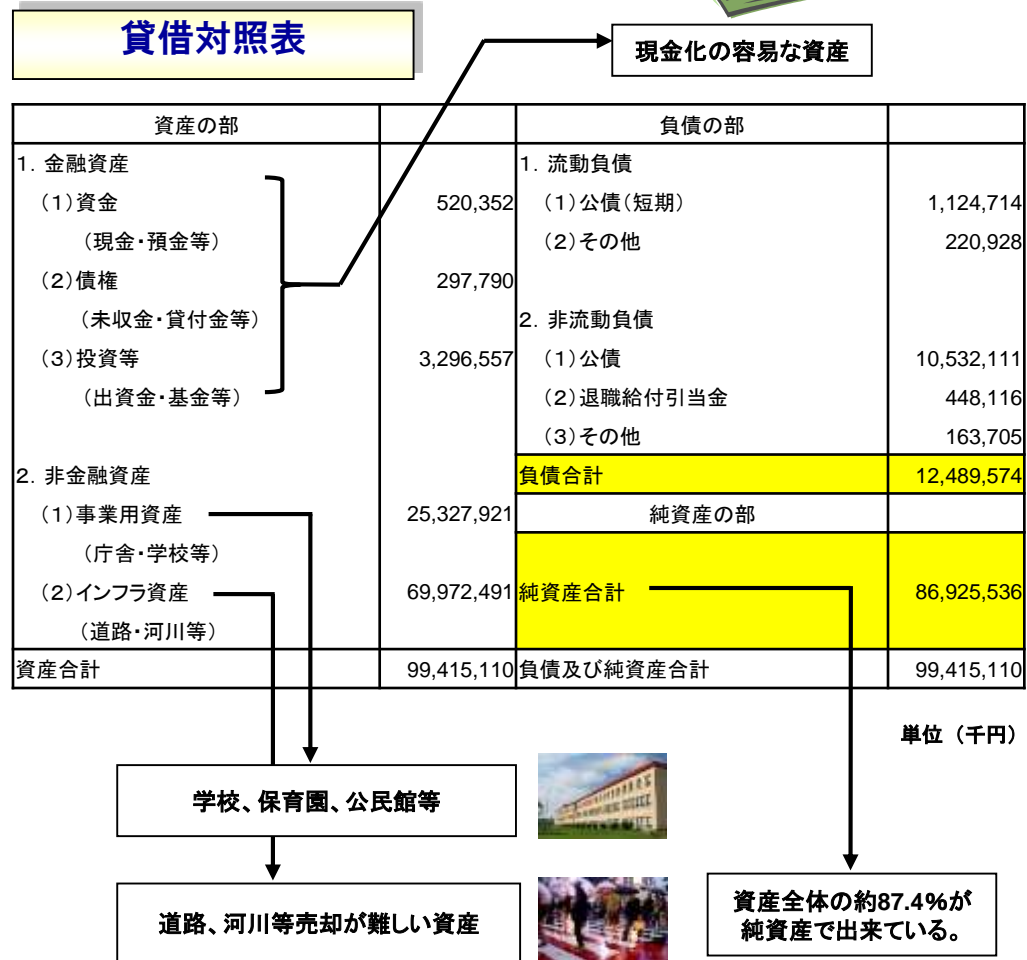 貸借対照表
現金化の容易な資産
資産の部 負債の部
1. 金融資産 1. 流動負債
(1)資金 520,352 (1)公債(短期) 1,124,714
(現金・預金等) (2)その他 220,928
(2)債権 297,790
(未収金・貸付金等) 2. 非流動負債
(3)投資等 3,296,557 (1)公債 10,532,111
(出資金・基金等) (2)退職給付引当金 448,116
(3)その他 163,705
2. 非金融資産 負債合計 12,489,574
(1)事業用資産 25,327,921 純資産の部
(庁舎・学校等)
(2)インフラ資産 69,972,491 純資産合計 86,925,536
(道路・河川等)
資産合計 99,415,110 負債及び純資産合計 99,415,110
単位（千円）
学校、保育園、公民館等
道路、河川等売却が難しい資産
資産全体の約87.4%が
純資産で出来ている。